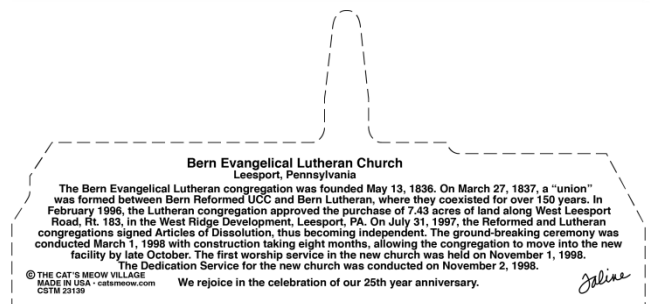 Bern Evangelical Lutheran Church
Leesport, Pennsylvania
The Bern Evangelical Lutheran congregation was founded May 13, 1836. On March 27, 1837, a “union”
was formed between Bern Reformed UCC and Bern Lutheran, where they coexisted for over 150 years. In
February 1996, the Lutheran congregation approved the purchase of 7.43 acres of land along West Leesport
Road, Rt. 183, in the West Ridge Development, Leesport, PA. On July 31, 1997, the Reformed and Lutheran
congregations signed Articles of Dissolution, thus becoming independent. The ground-breaking ceremony was
conducted March 1, 1998 with construction taking eight months, allowing the congregation to move into the new
facility by late October. The first worship service in the new church was held on November 1, 1998.
The Dedication Service for the new church was conducted on November 2, 1998.
We rejoice in the celebration of our 25th year anniversary.
© THE CAT'S MEOW VILLAGE
MADE IN USA · catsmeow.com
CSTM 23139
Jaline